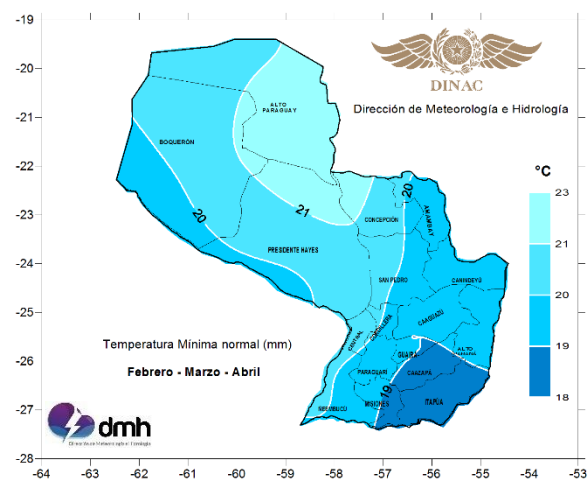 DINAC
Dirección de Meteorología e Hidrología
°C
23
21
20
19
18
-19
-20
-21
-22
-23
-24
-25
-26
-27
-28
-64
-63
-62
-61
-60
-59
-58
-57
-56
-55
-54
-53
ALTO
PARAGUAY
BOQUERÓN
21
20
20
CONCEPCIÓN
AMAMBAY
PRESIDENTE HAYES
SAN PEDRO
CANINDEYÚ
CORDILLERA
CENTRAL
CAAGUAZÚ
GUAIRÁ
ALTO
PARANÁ
PARAGUARÍ
CAAZAPÁ
19
MISIONES
ITAPÚA
ÑEEMBUCÚ
Temperatura Mínima normal (mm)
Febrero - Marzo - Abril
dmh